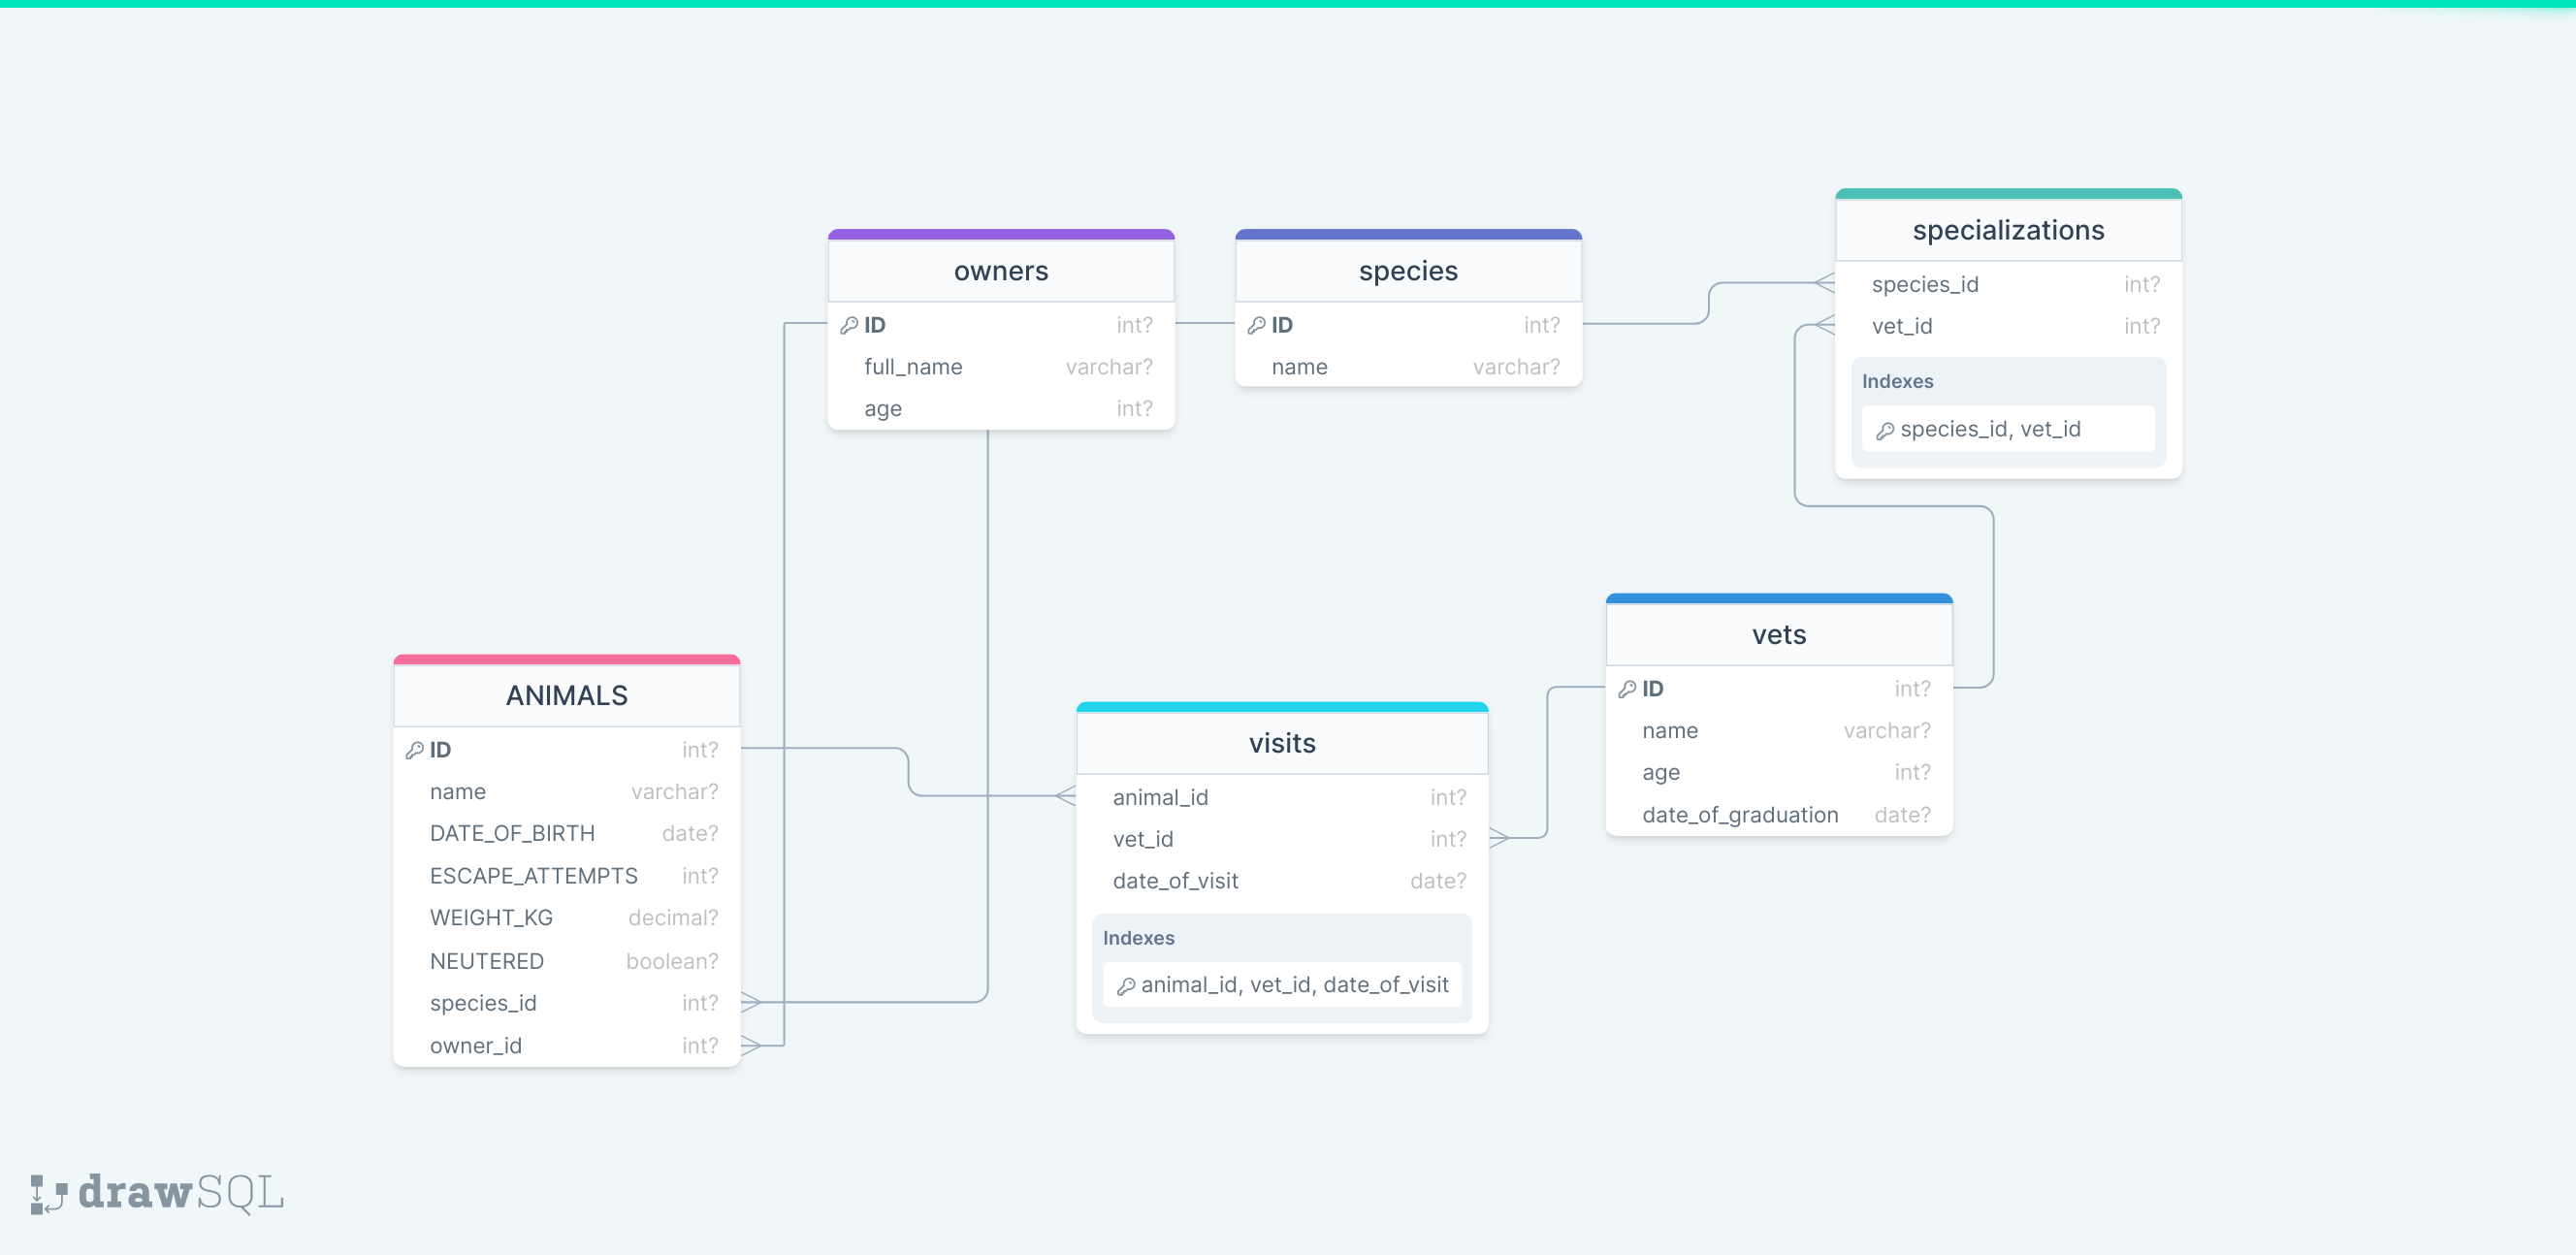 owners
ID int?
full_name varchar?
age int?
species
ID int?
name varchar?
specializations
species_id int?
vet_id int?
Indexes
species_id, vet_id
ANIMALS
ID int?
name varchar?
DATE_OF_BIRTH date?
ESCAPE_ATTEMPTS int?
WEIGHT_KG decimal?
NEUTERED boolean?
species_id int?
owner_id int?
visits
animal_id int?
vet_id int?
date_of_visit date?
Indexes
animal_id, vet_id, date_of_visit
vets
ID int?
name varchar?
age int?
date_of_graduation date?
drawSQL